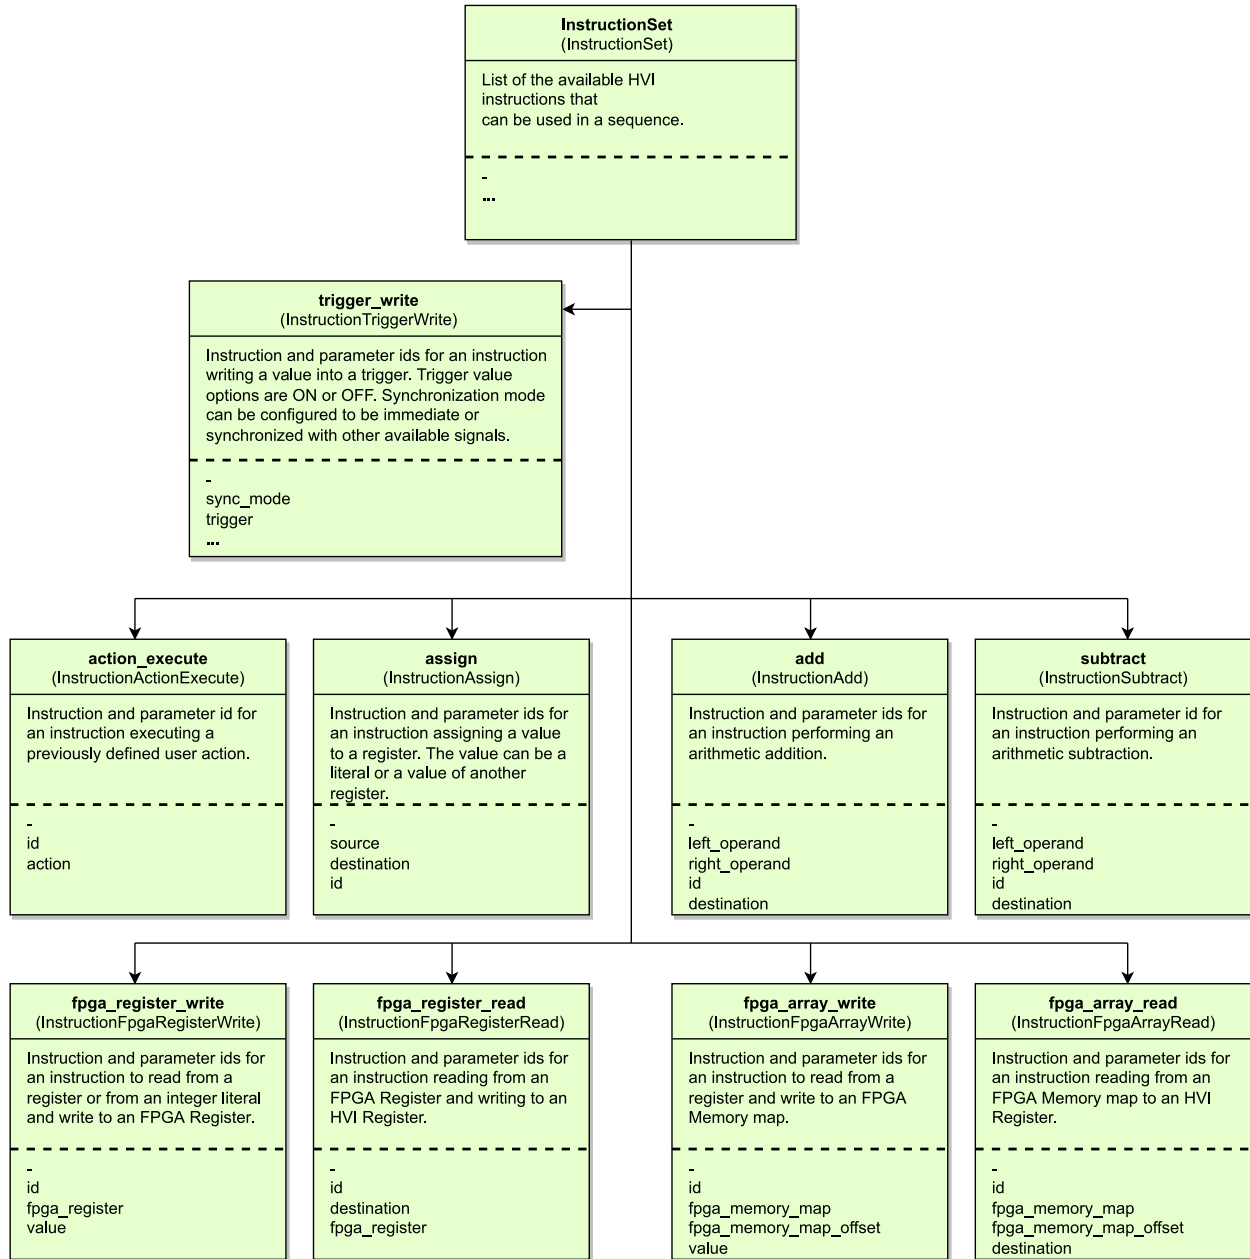 InstructionSet
(InstructionSet)
List of the available HVI
instructions that
can be used in a sequence.
-
...
trigger_write
(InstructionTriggerWrite)
Instruction and parameter ids for an instruction
writing a value into a trigger. Trigger value
options are ON or OFF. Synchronization mode
can be configured to be immediate or
synchronized with other available signals.
-
sync_mode
trigger
...
action_execute
(InstructionActionExecute)
Instruction and parameter id for
an instruction executing a
previously defined user action.
-
id
action
assign
(InstructionAssign)
Instruction and parameter ids for
an instruction assigning a value
to a register. The value can be a
literal or a value of another
register.
-
source
destination
id
add
(InstructionAdd)
Instruction and parameter ids for
an instruction performing an
arithmetic addition.
-
left_operand
right_operand
id
destination
subtract
(InstructionSubtract)
Instruction and parameter id for
an instruction performing an
arithmetic subtraction.
-
left_operand
right_operand
id
destination
fpga_register_write
(InstructionFpgaRegisterWrite)
Instruction and parameter ids for
an instruction to read from a
register or from an integer literal
and write to an FPGA Register.
-
id
fpga_register
value
fpga_register_read
(InstructionFpgaRegisterRead)
Instruction and parameter ids for
an instruction reading from an
FPGA Register and writing to an
HVI Register.
-
id
destination
fpga_register
fpga_array_write
(InstructionFpgaArrayWrite)
Instruction and parameter ids for
an instruction to read from a
register and write to an FPGA
Memory map.
-
id
fpga_memory_map
fpga_memory_map_offset
value
fpga_array_read
(InstructionFpgaArrayRead)
Instruction and parameter ids for
an instruction reading from an
FPGA Memory map to an HVI
Register.
-
id
fpga_memory_map
fpga_memory_map_offset
destination